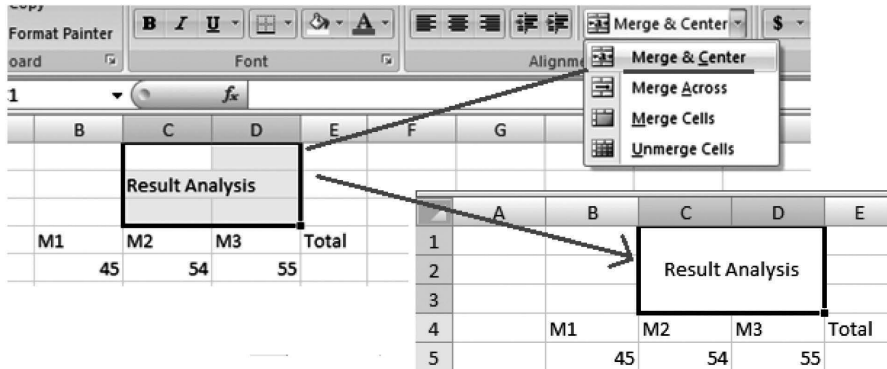 Copy
Format Painter
B I U A
Merge & Center $
oard Font Alignme
1 fx
Merge & Center
Merge Across
Merge Cells
Unmerge Cells
B C D E F G
Result Analysis
M1 M2 M3 Total
45 54 55
A B C D E
1
2 Result Analysis
3
4 M1 M2 M3 Total
5 45 54 55